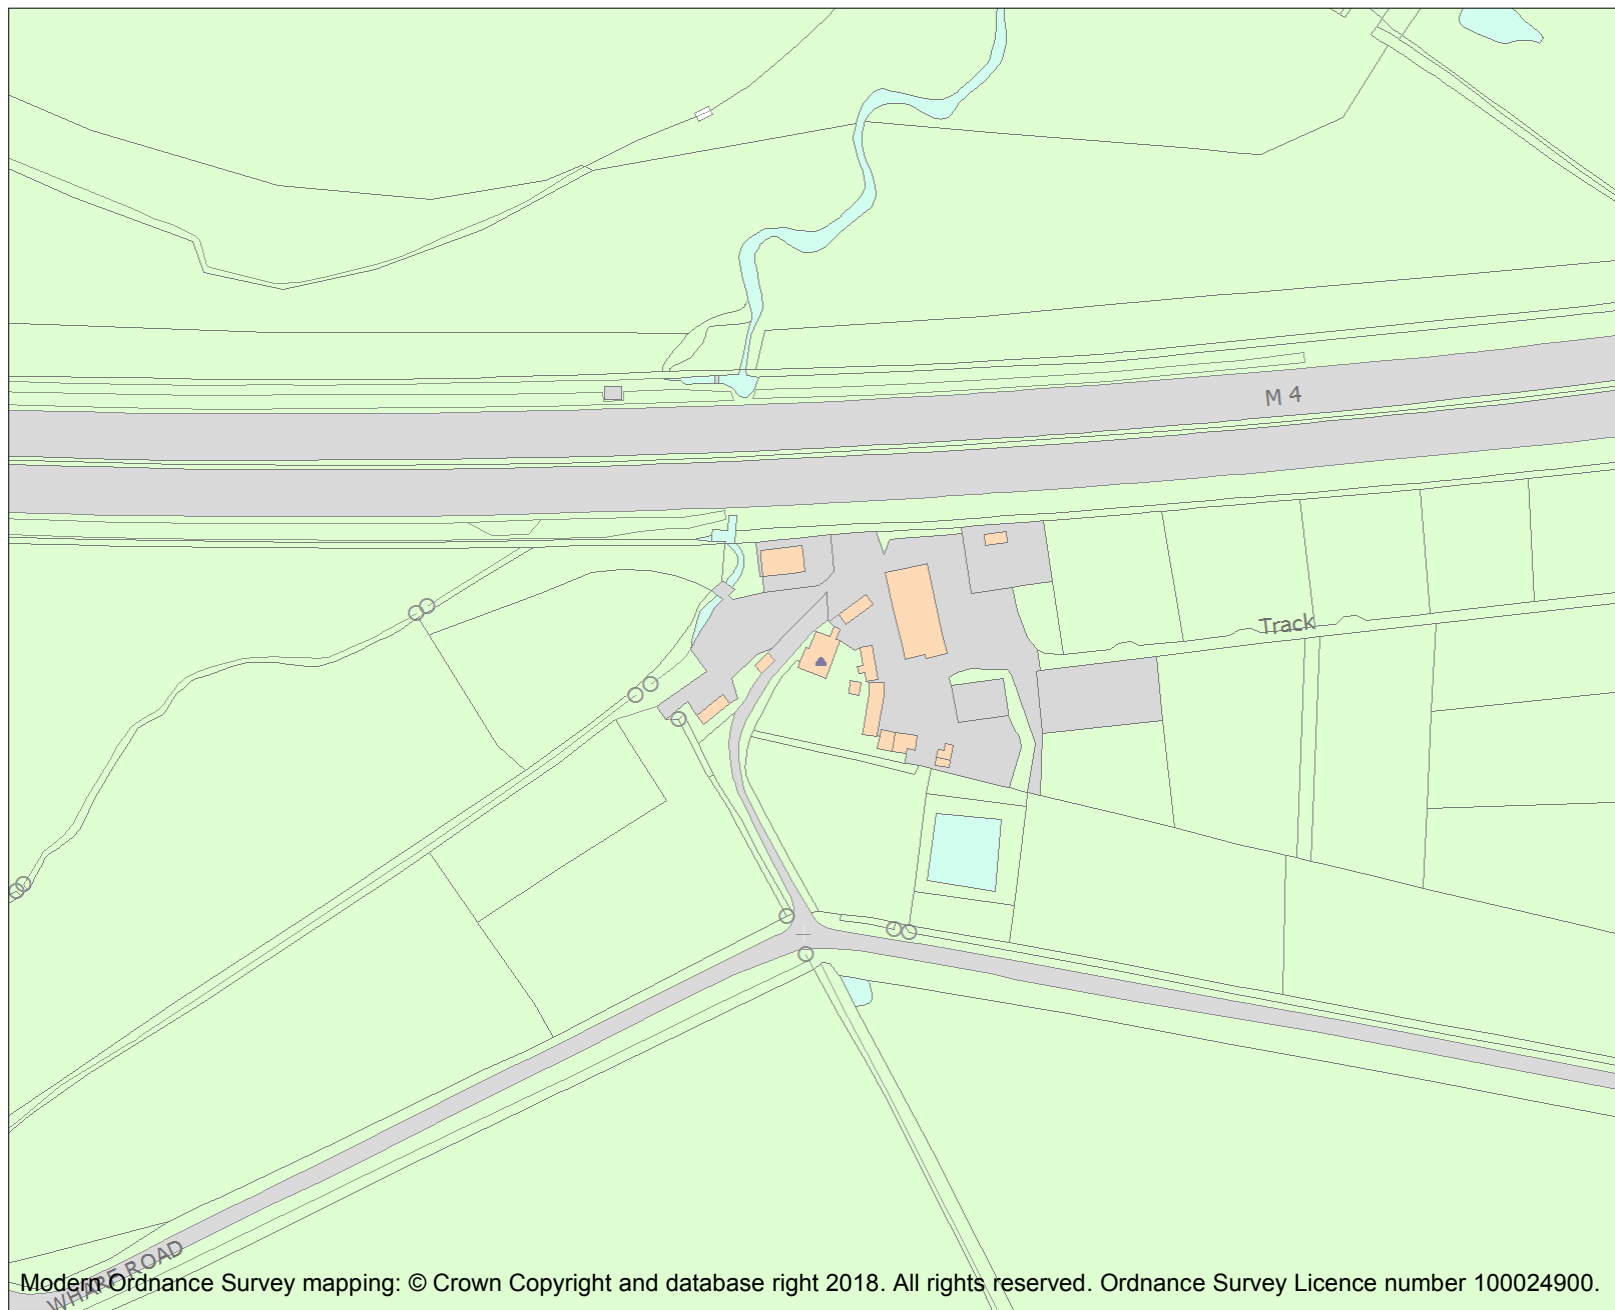 M 4
Track
WHARF ROAD
Modern Ordnance Survey mapping: © Crown Copyright and database right 2018. All rights reserved. Ordnance Survey Licence number 100024900.